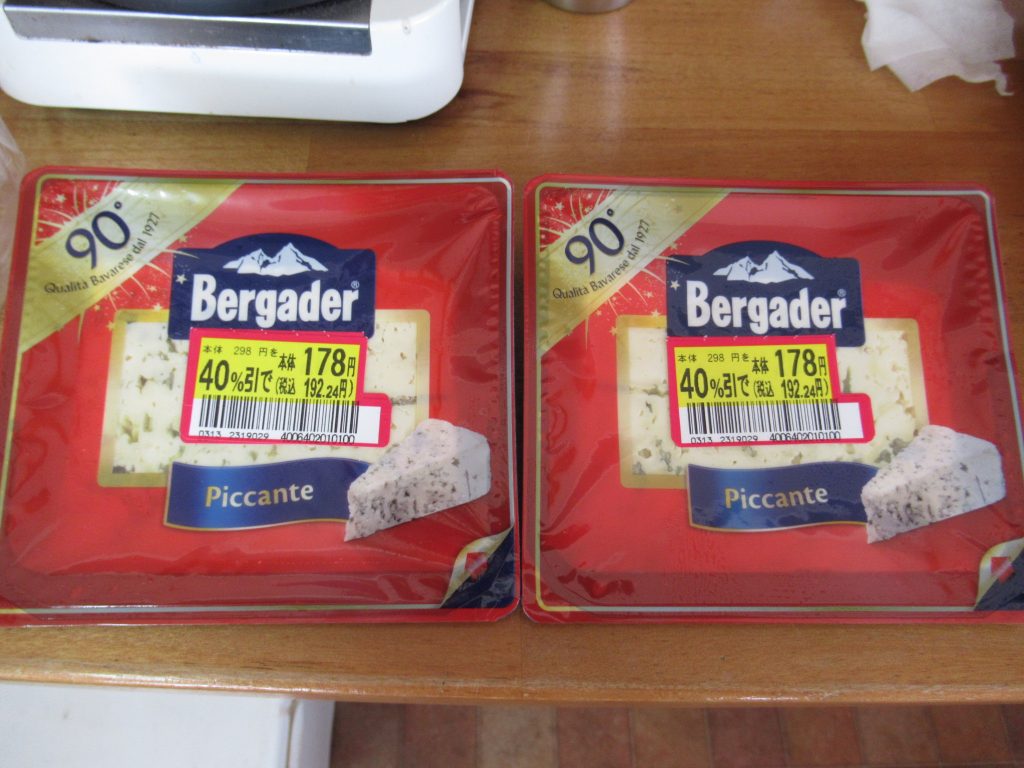 90°
Qualità Bavarese dal 1927
Bergader®
本体 298 円を 本体 178円
40%引で (税込 192.24円)
0313 2319029 4006402010100
Piccante
90°
Qualità Bavarese dal 1927
Bergader®
本体 298 円を 本体 178円
40%引で (税込 192.24円)
0313 2319029 4006402010100
Piccante